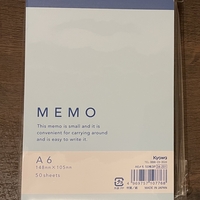 MEMO
This memo is small and it is
convenient for carrying around
and is easy to write it.
A6
148mm×105mm
50sheets
Kyowa
MADE IN JAPAN